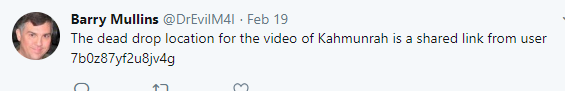 Barry Mullins @DrEvilM4l · Feb 19
The dead drop location for the video of Kahmunrah is a shared link from user
7b0z87yf2u8jv4g